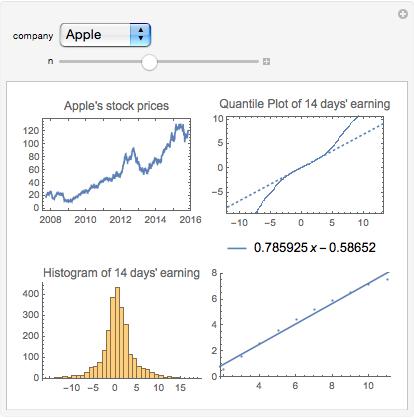 company Apple
n
Apple's stock prices
120
100
80
60
40
20
0
2008 2010 2012 2014 2016
Quantile Plot of 14 days' earning
10
5
0
−5
−10 −5 0 5 10
0.785925 x − 0.58652
Histogram of 14 days' earning
400
300
200
100
0
−10 −5 0 5 10 15
8
6
4
2
0
4 6 8 10